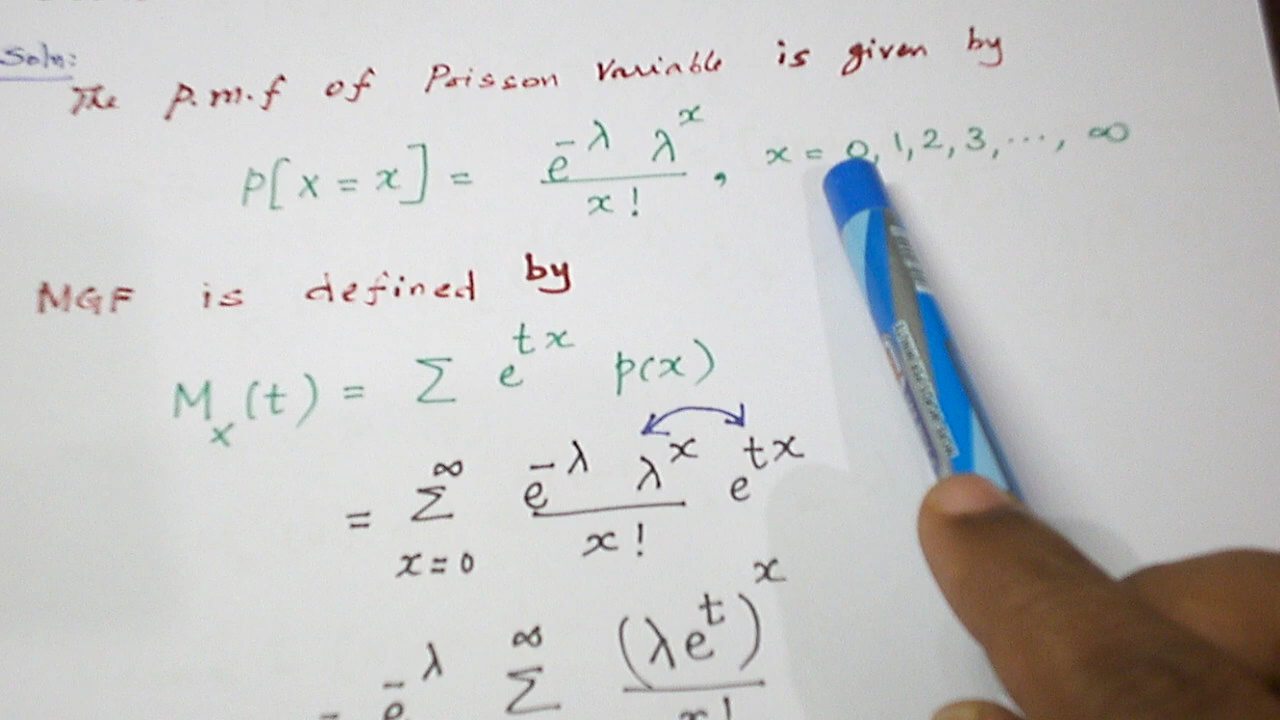 Soln:
The p.m.f of Poisson Variable is given by
P[X = x] = e^{-λ} λ^x / x! , x = 0, 1, 2, 3, ..., ∞
MGF is defined by
M_X(t) = Σ e^{tx} p(x)
= Σ_{x=0}^{∞} e^{-λ} λ^x / x! e^{tx}
= e^{-λ} Σ^{∞} (λe^t)^x / x!